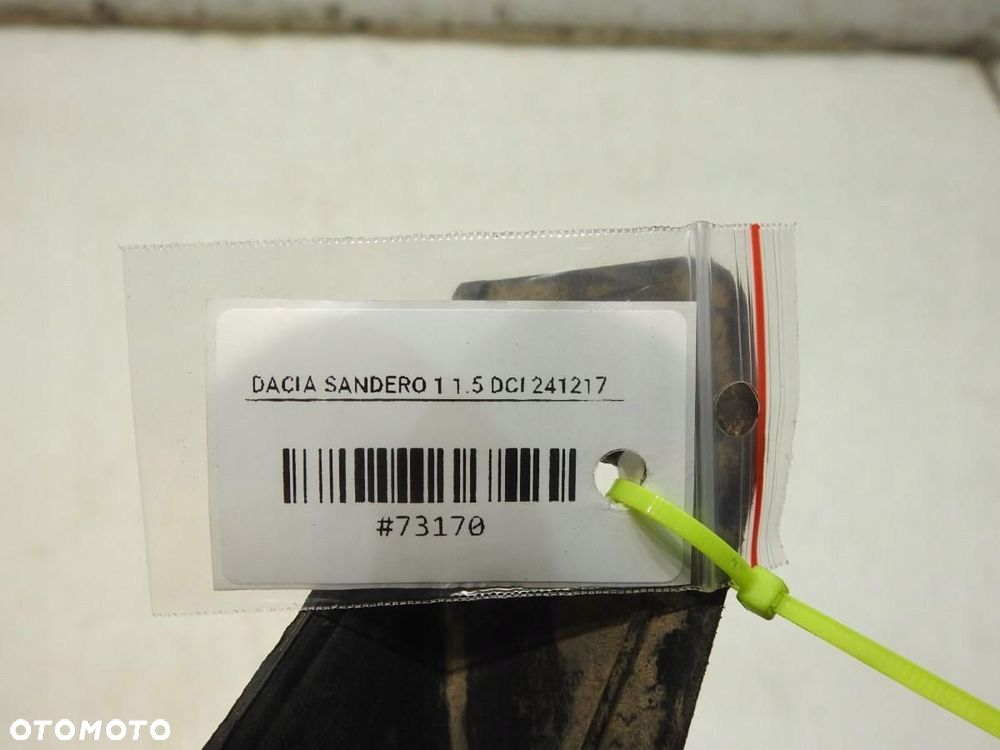 DACIA SANDERO 1 1.5 DCI 241217
#73170
OTOMOTO